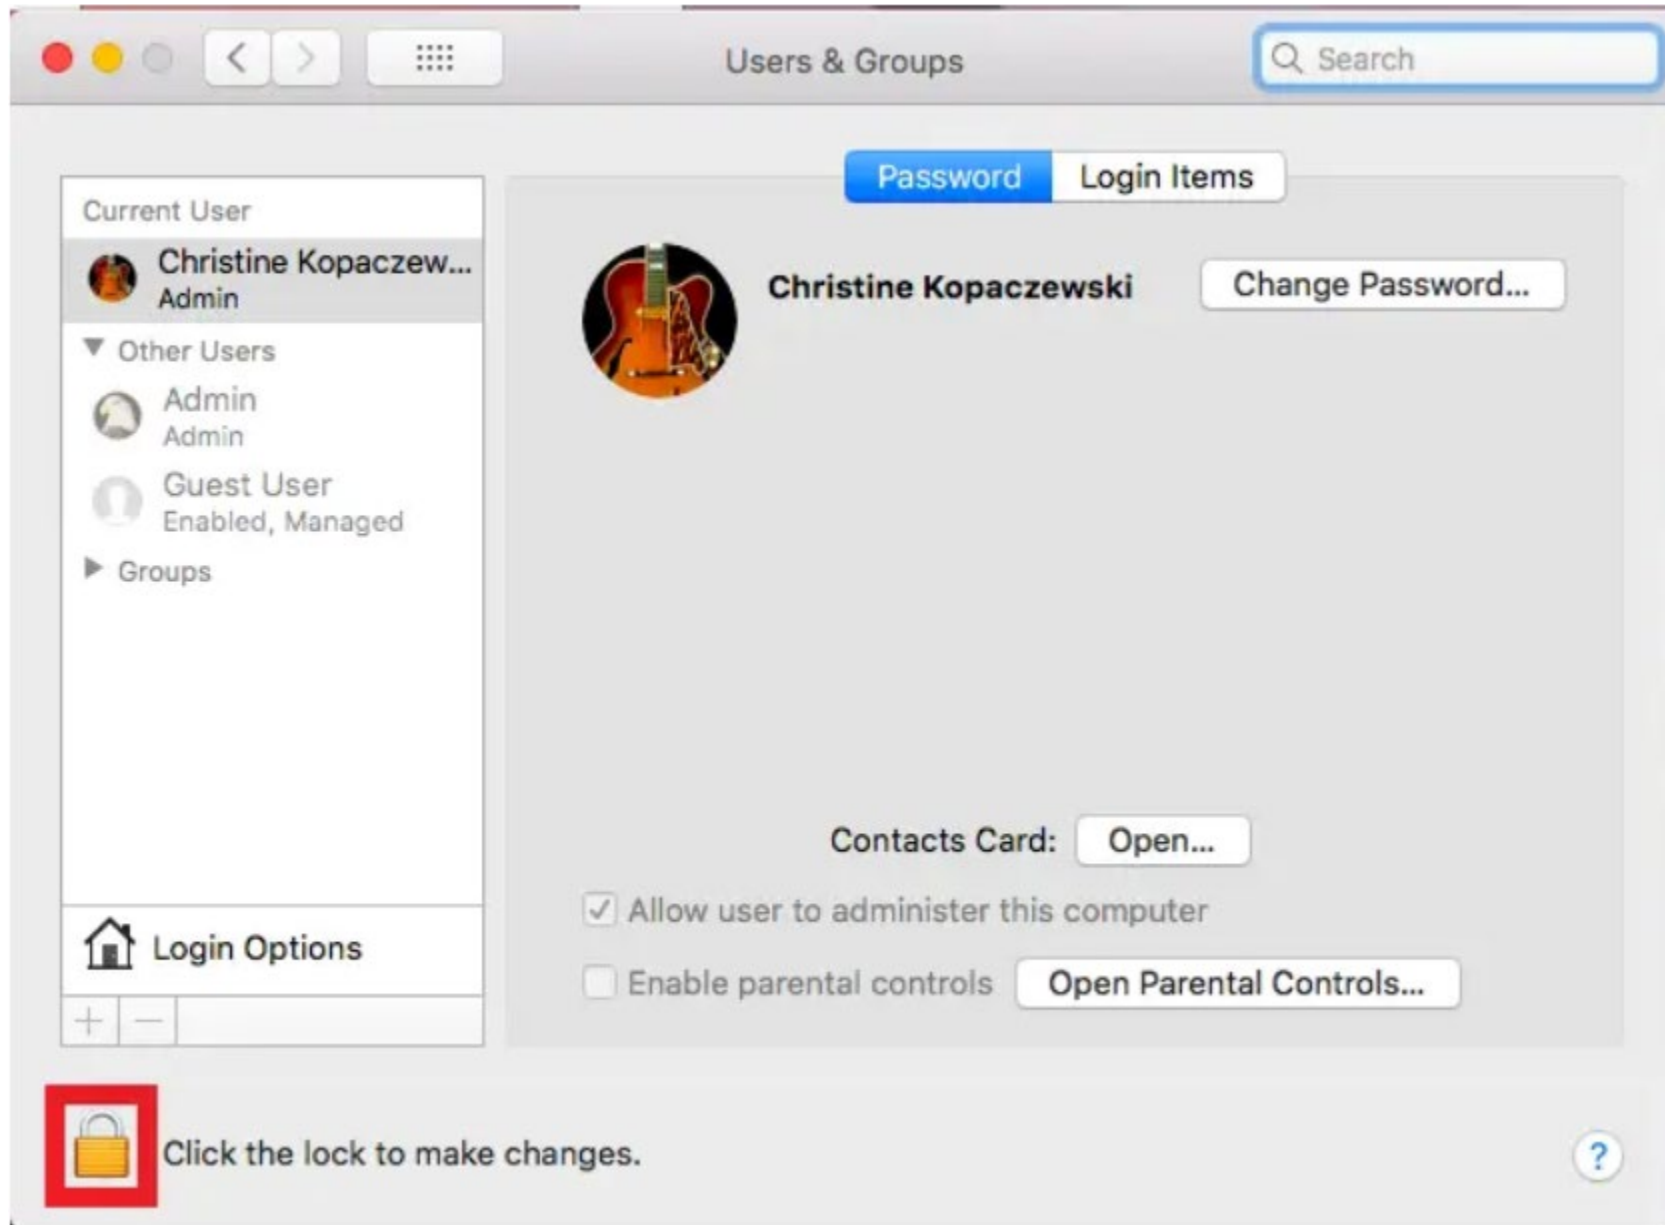 Users & Groups
Search
Password
Login Items
Current User
Christine Kopaczew...
Admin
Other Users
Admin
Admin
Guest User
Enabled, Managed
Groups
Login Options
Christine Kopaczewski
Change Password...
Contacts Card:
Open...
Allow user to administer this computer
Enable parental controls
Open Parental Controls...
Click the lock to make changes.
?